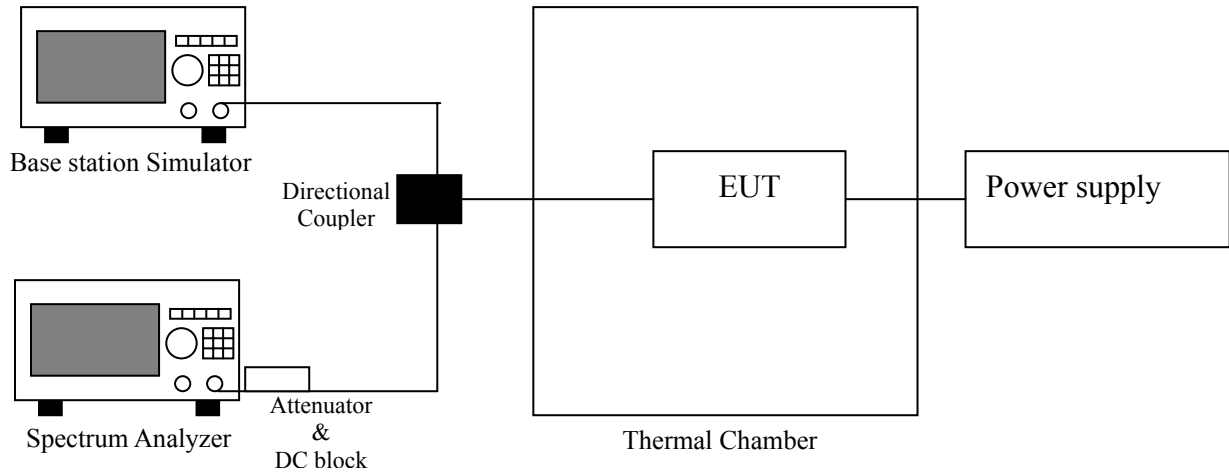 Base station Simulator
Directional
Coupler
EUT
Power supply
Spectrum Analyzer
Attenuator
&
DC block
Thermal Chamber